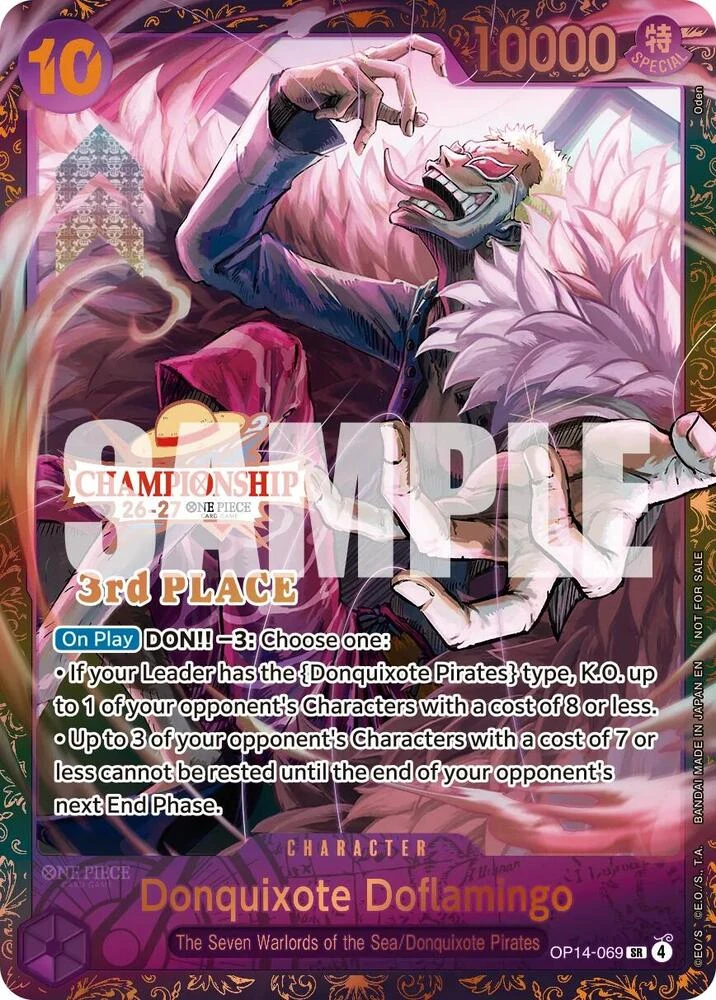 10
10000
特
SPECIAL
Oden
SAMPLE
CHAMPIONSHIP
26-27 ONE PIECE
CARD GAME
3rd PLACE
On Play DON!! −3: Choose one:
• If your Leader has the {Donquixote Pirates} type, K.O. up
to 1 of your opponent's Characters with a cost of 8 or less.
• Up to 3 of your opponent's Characters with a cost of 7 or
less cannot be rested until the end of your opponent's
next End Phase.
CHARACTER
ONE PIECE
CARD GAME
Donquixote Doflamingo
The Seven Warlords of the Sea/Donquixote Pirates
OP14-069 SR 4
©E.O./S. ©E.O./S., T.A. BANDAI MADE IN JAPAN EN NOT FOR SALE